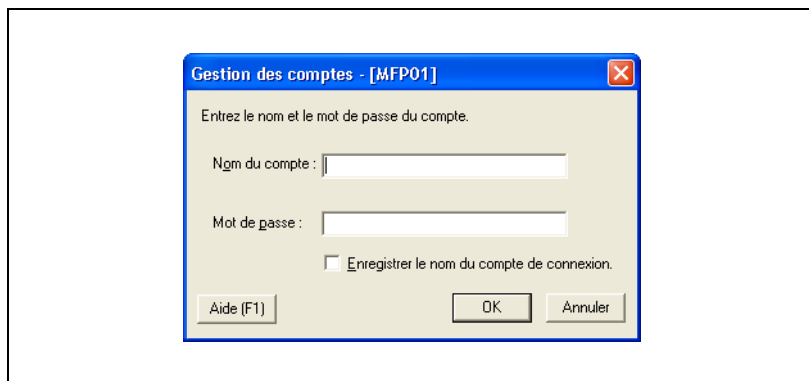 Gestion des comptes - [MFP01]
Entrez le nom et le mot de passe du compte.
Nom du compte :
Mot de passe :
Enregistrer le nom du compte de connexion.
Aide (F1) OK Annuler